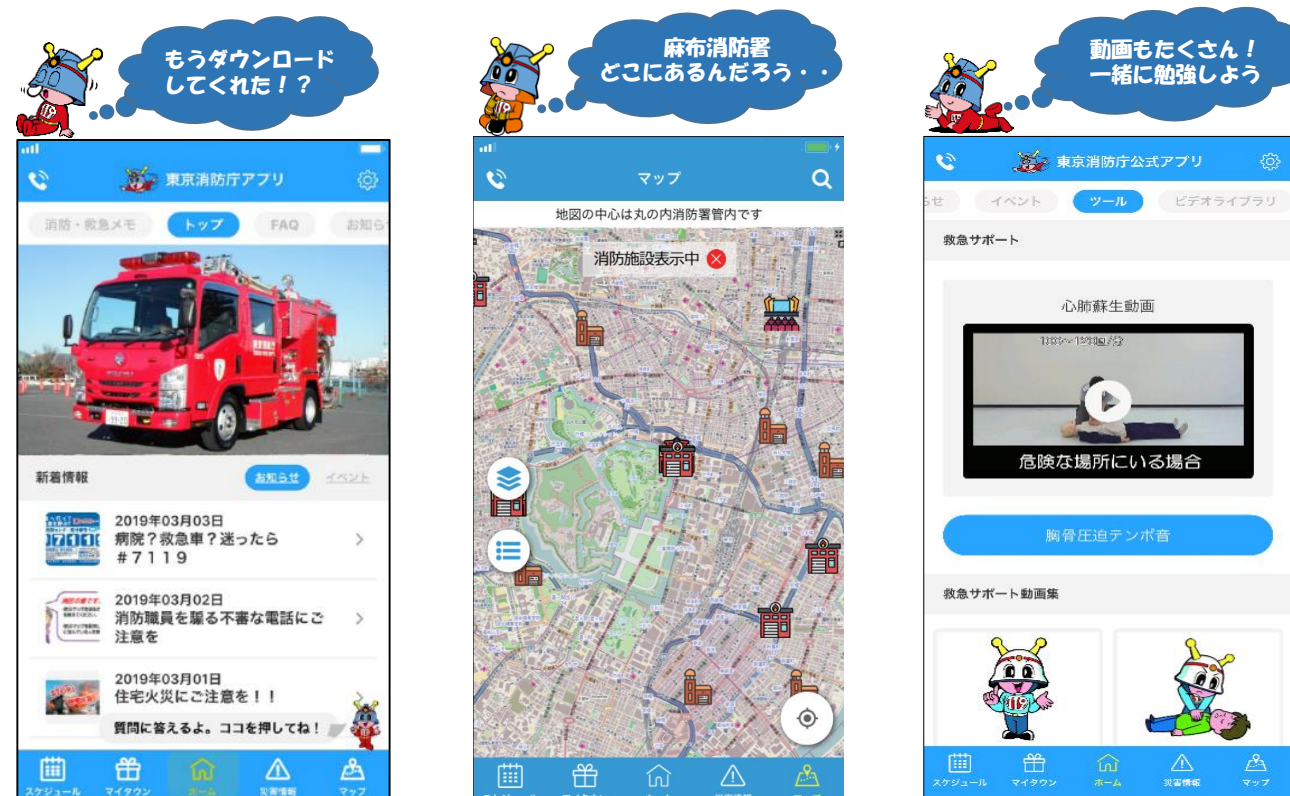 もうダウンロード
してくれた！？
東京消防庁アプリ
消防・救急メモ
トップ
FAQ
お知ら
新着情報
お知らせ
イベント
2019年03月03日
病院？救急車？迷ったら
＃７１１９
2019年03月02日
消防職員を騙る不審な電話にご
注意を
2019年03月01日
住宅火災にご注意を！！
質問に答えるよ。ココを押してね！
スケジュール
マイタウン
ホーム
災害情報
マップ
麻布消防署
どこにあるんだろう・・
マップ
地図の中心は丸の内消防署管内です
消防施設表示中
動画もたくさん！
一緒に勉強しよう
東京消防庁公式アプリ
らせ
イベント
ツール
ビデオライブラリ
救急サポート
心肺蘇生動画
危険な場所にいる場合
胸骨圧迫テンポ音
救急サポート動画集
119
スケジュール
マイタウン
ホーム
災害情報
マップ